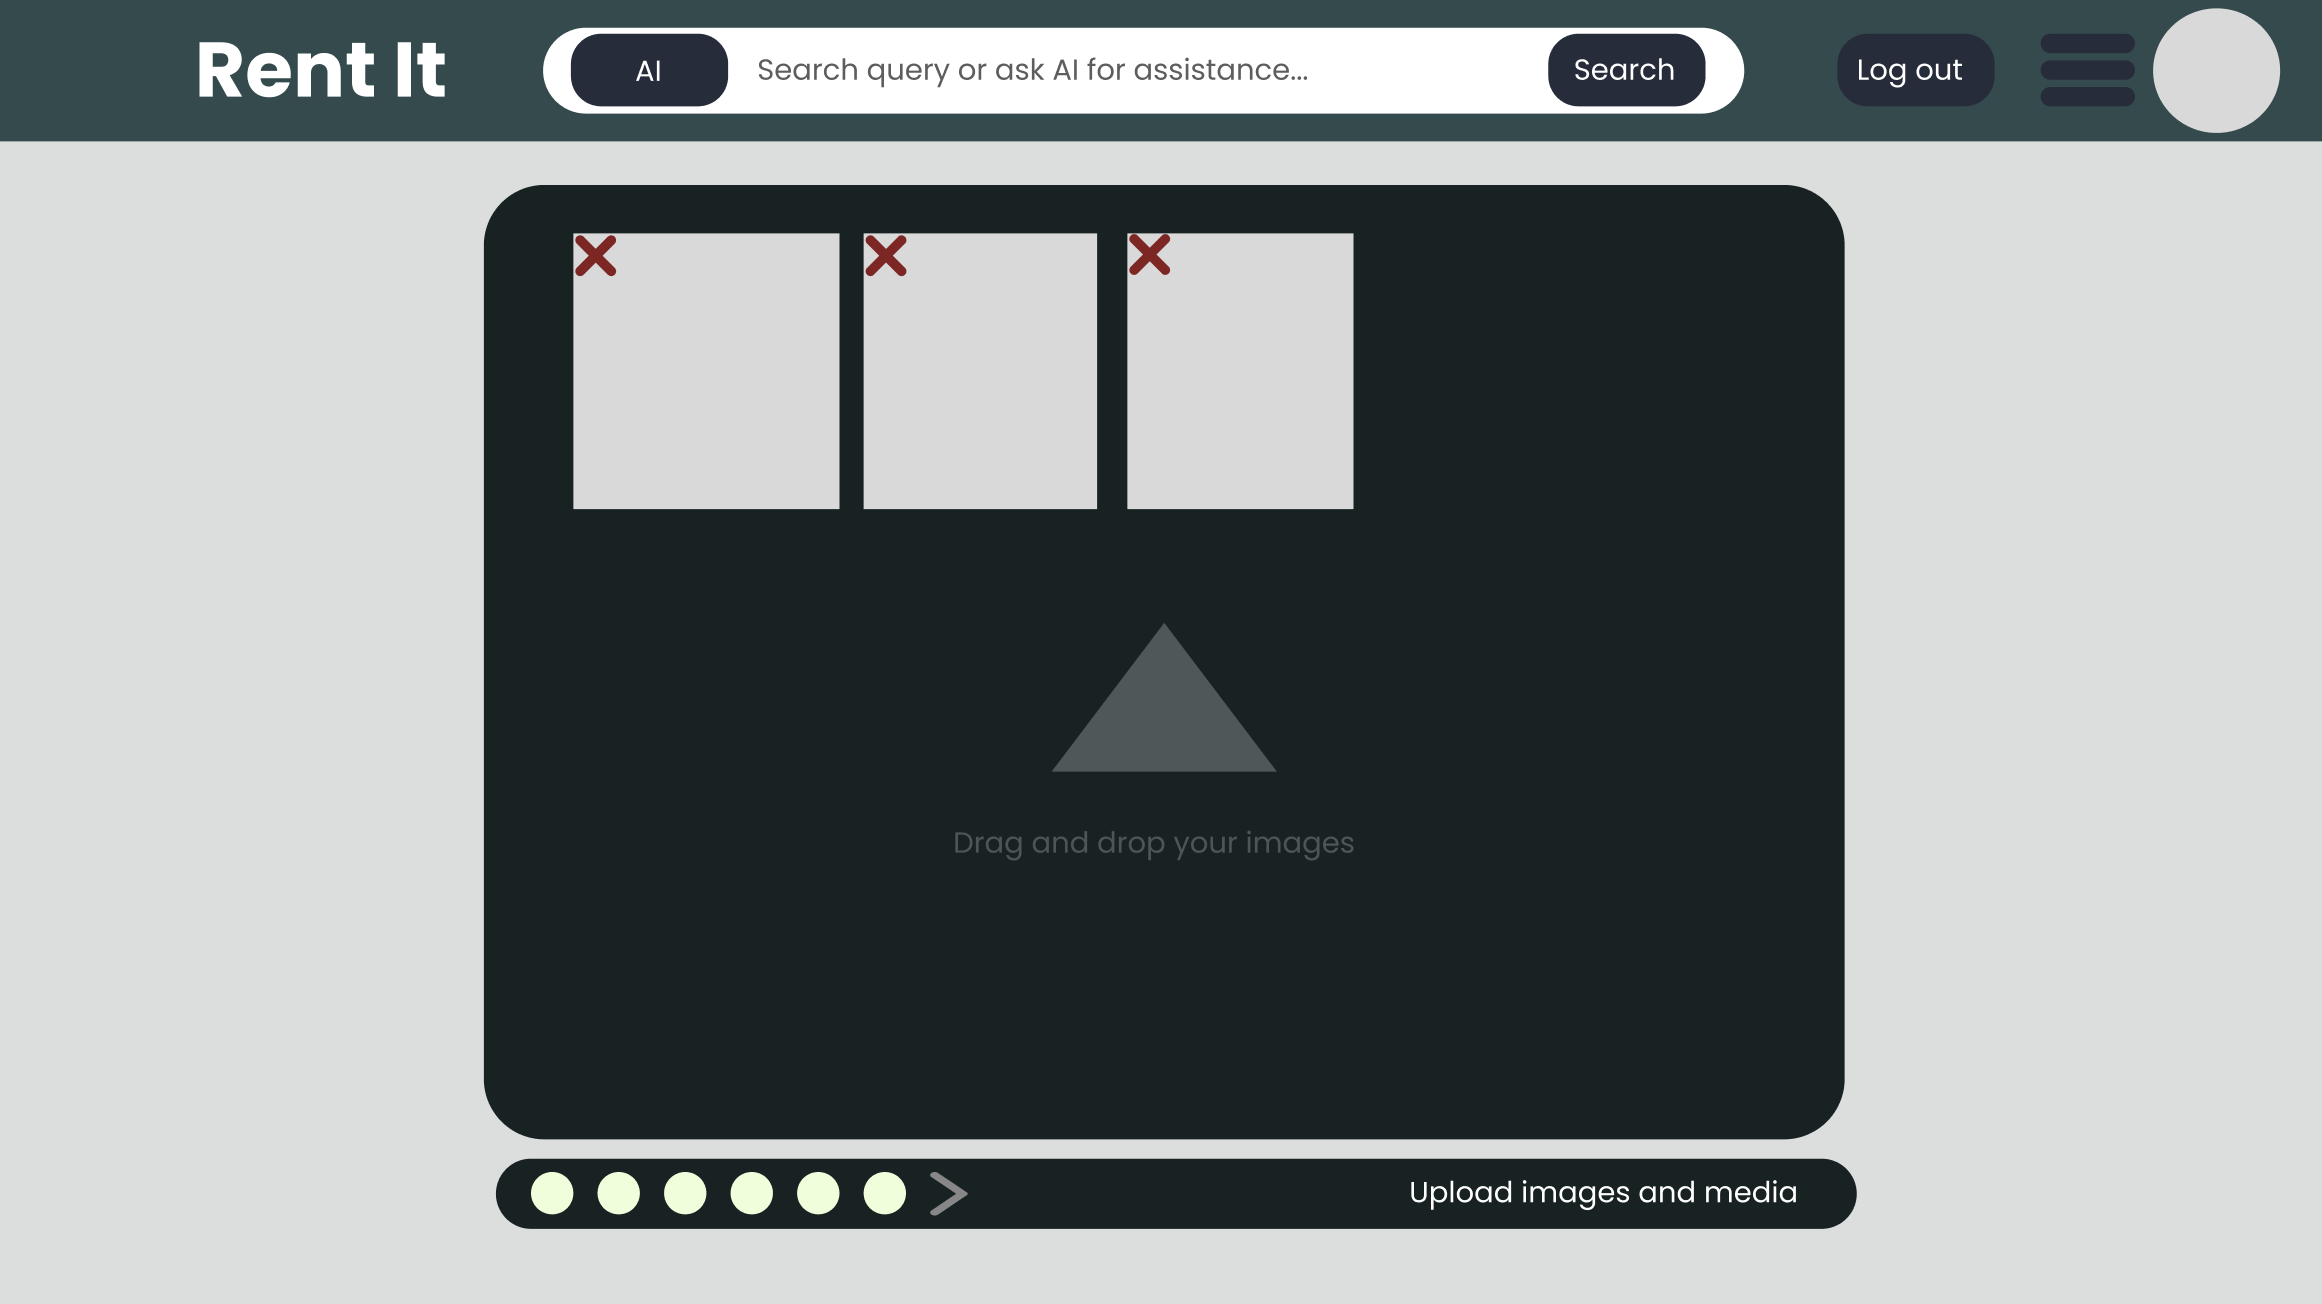 Rent It
AI
Search query or ask AI for assistance...
Search
Log out
Drag and drop your images
Upload images and media